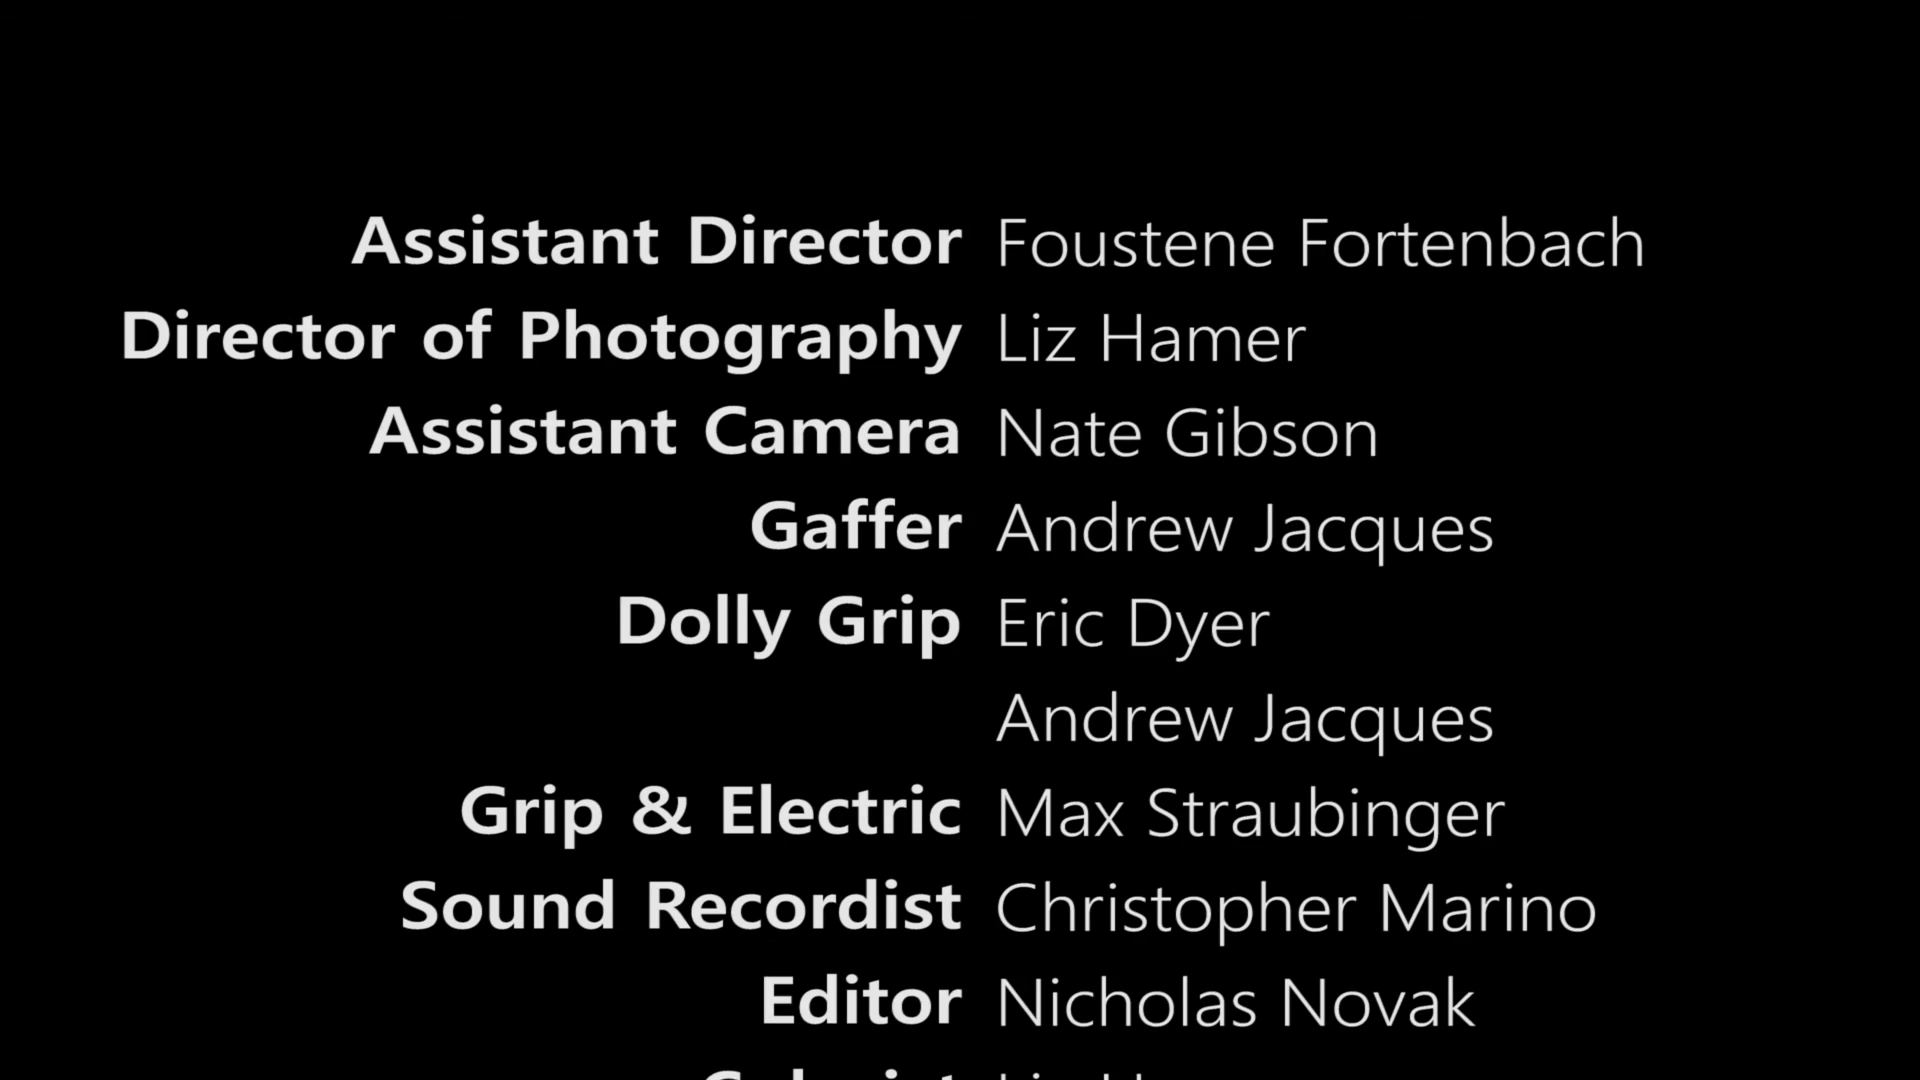 Assistant Director Foustene Fortenbach
Director of Photography Liz Hamer
Assistant Camera Nate Gibson
Gaffer Andrew Jacques
Dolly Grip Eric Dyer
Andrew Jacques
Grip & Electric Max Straubinger
Sound Recordist Christopher Marino
Editor Nicholas Novak